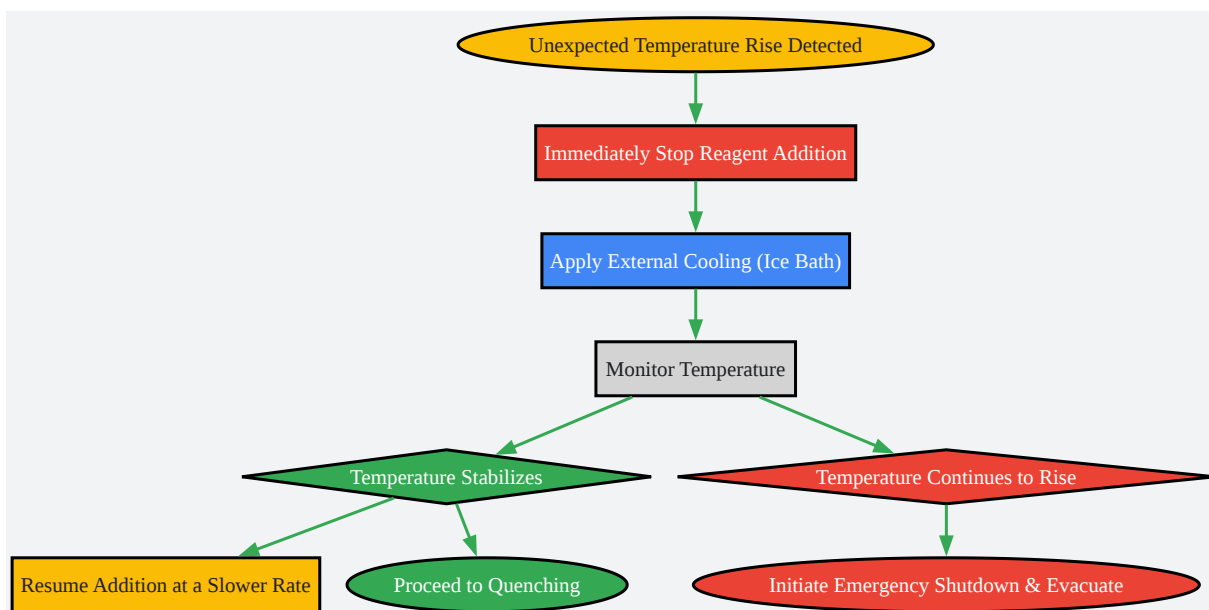 Unexpected Temperature Rise Detected
Immediately Stop Reagent Addition
Apply External Cooling (Ice Bath)
Monitor Temperature
Temperature Stabilizes
Temperature Continues to Rise
Resume Addition at a Slower Rate
Proceed to Quenching
Initiate Emergency Shutdown & Evacuate